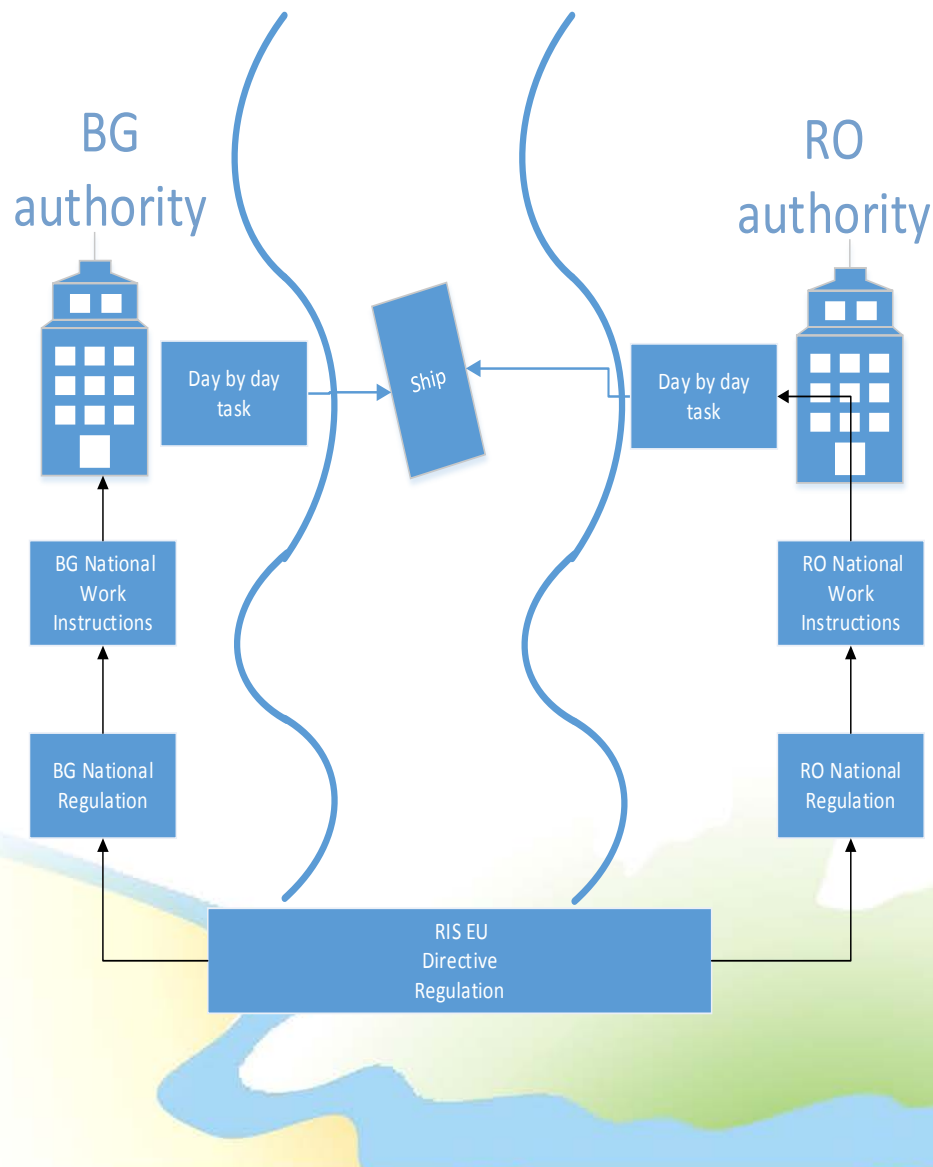 BG
authority
RO
authority
Day by day
task
Ship
Day by day
task
BG National
Work
Instructions
RO National
Work
Instructions
BG National
Regulation
RO National
Regulation
RIS EU
Directive
Regulation